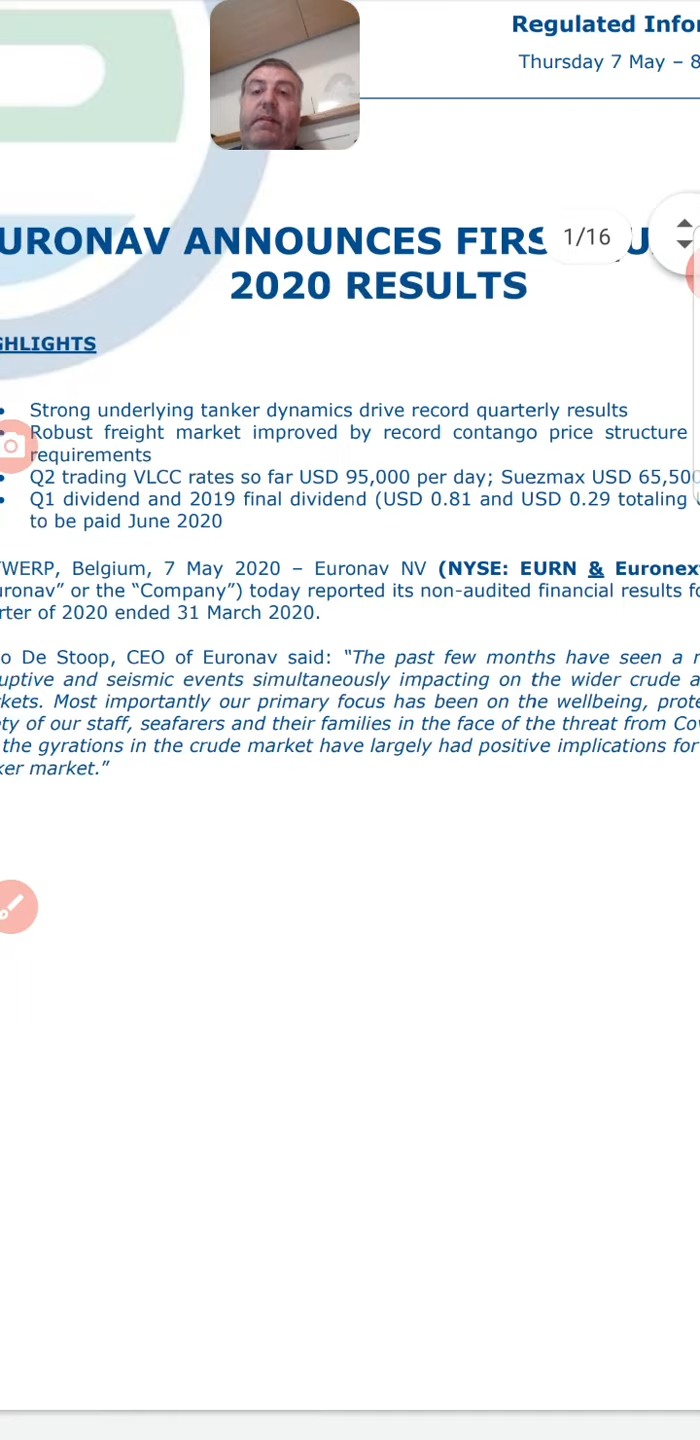 Regulated Infor
Thursday 7 May – 8
URONAV ANNOUNCES FIRS U
1/16
2020 RESULTS
GHLIGHTS
• Strong underlying tanker dynamics drive record quarterly results
• Robust freight market improved by record contango price structure
requirements
• Q2 trading VLCC rates so far USD 95,000 per day; Suezmax USD 65,500
• Q1 dividend and 2019 final dividend (USD 0.81 and USD 0.29 totaling
to be paid June 2020
WERP, Belgium, 7 May 2020 – Euronav NV (NYSE: EURN & Euronex
uronav” or the “Company”) today reported its non-audited financial results fo
rter of 2020 ended 31 March 2020.
o De Stoop, CEO of Euronav said: “The past few months have seen a
uptive and seismic events simultaneously impacting on the wider crude a
kets. Most importantly our primary focus has been on the wellbeing, prote
ety of our staff, seafarers and their families in the face of the threat from Cov
the gyrations in the crude market have largely had positive implications for
ker market.”